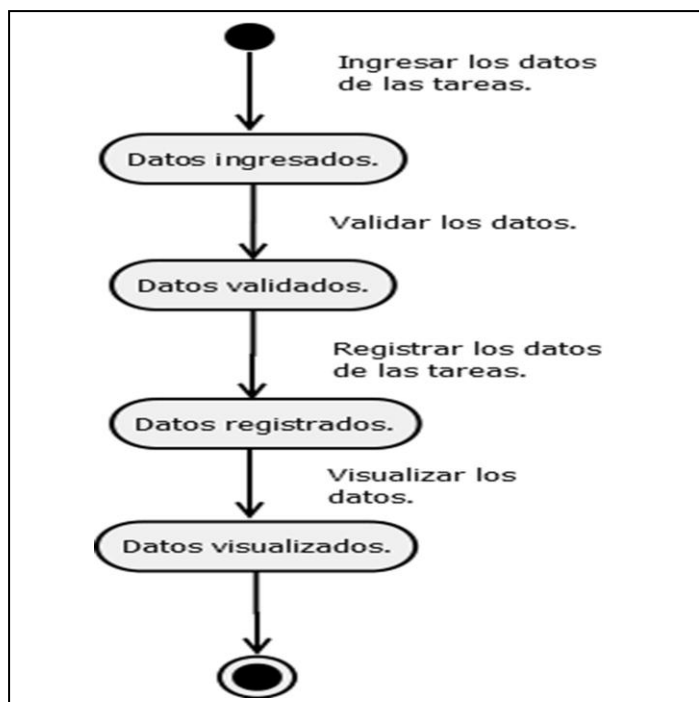 Ingresar los datos
de las tareas.
Datos ingresados.
Validar los datos.
Datos validados.
Registrar los datos
de las tareas.
Datos registrados.
Visualizar los
datos.
Datos visualizados.